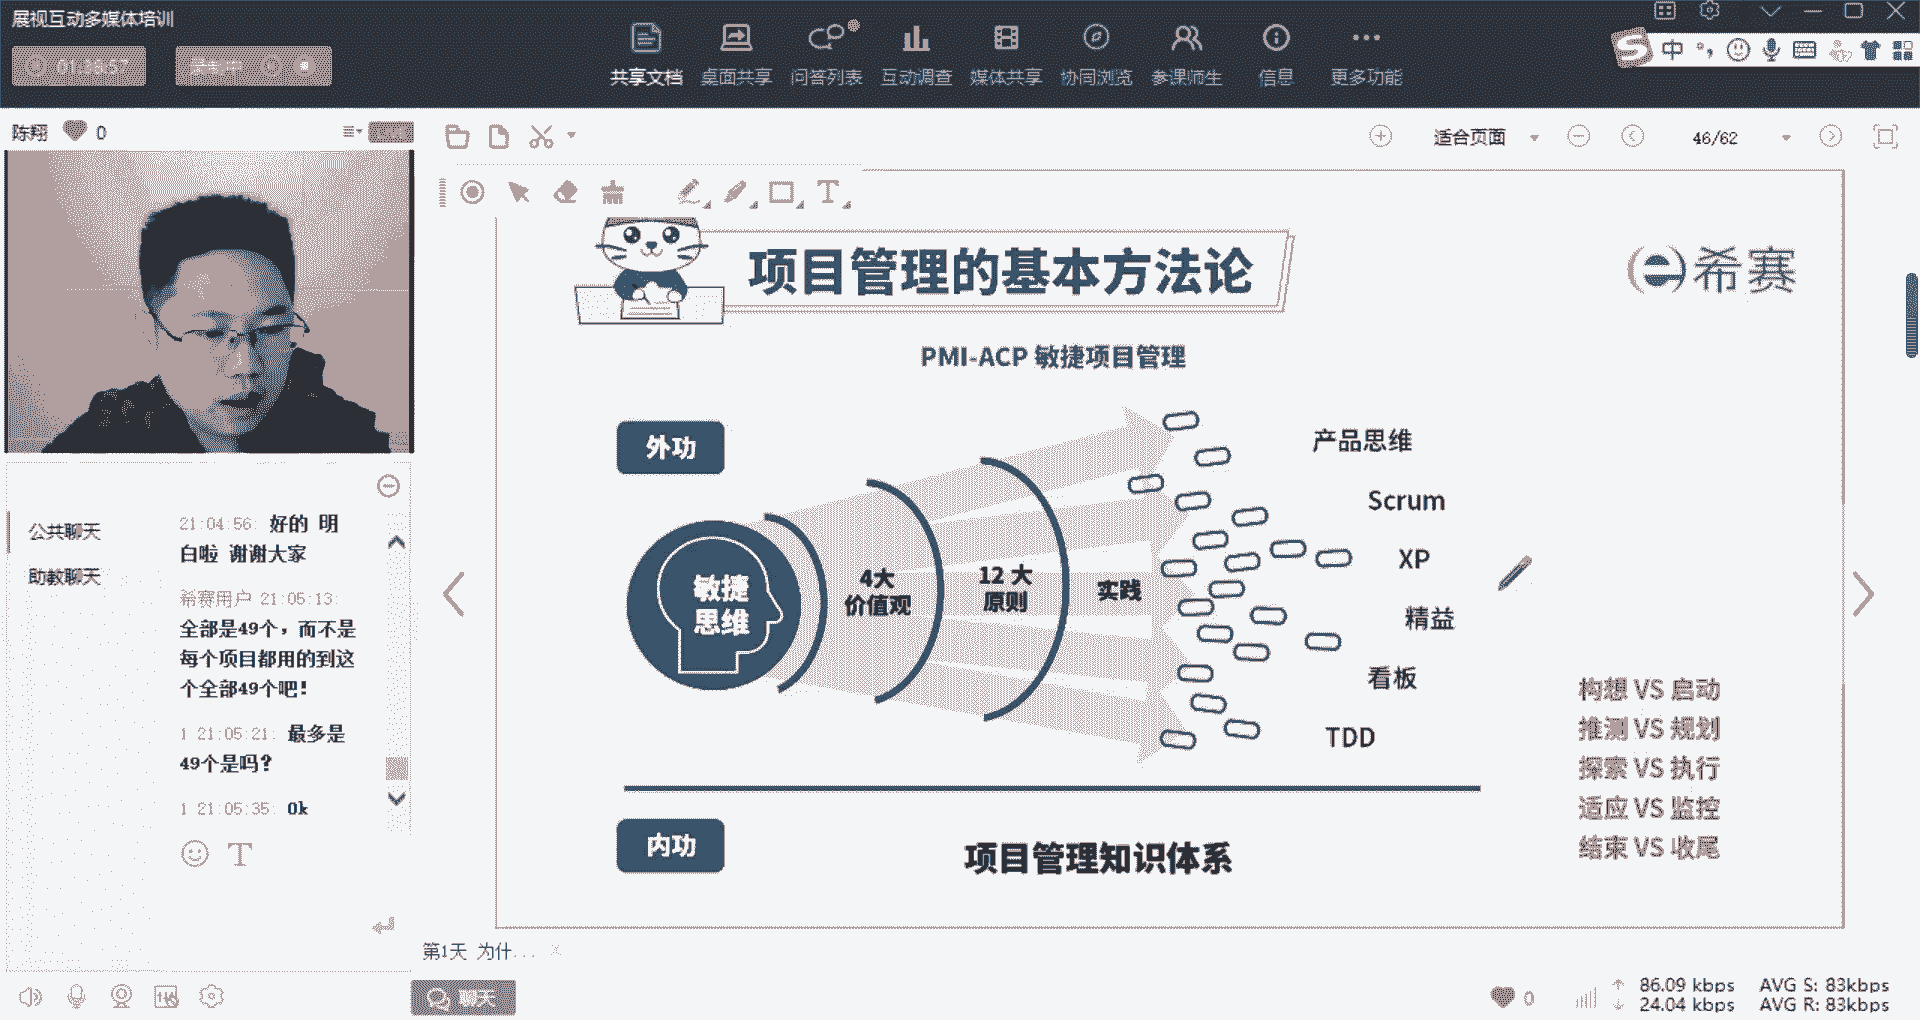 展视互动多媒体培训
01:06:57
录制中
共享文档
桌面共享
问答列表
互动调查
媒体共享
协同浏览
参课师生
信息
更多功能
中
陈翔
0
适合页面
46/62
项目管理的基本方法论
希赛
PMI-ACP 敏捷项目管理
外功
敏捷
思维
4大
价值观
12 大
原则
实践
产品思维
Scrum
XP
精益
看板
TDD
构想 VS 启动
推测 VS 规划
探索 VS 执行
适应 VS 监控
结束 VS 收尾
内功
项目管理知识体系
公共聊天
助教聊天
21:04:56: 好的 明
白啦 谢谢大家
希赛用户 21:05:13:
全部是49个，而不是
每个项目都用的到这
个全部49个吧！
1 21:05:21: 最多是
49个是吗？
1 21:05:35: Ok
T
第1天 为什...
聊天
0
86.09 kbps
AVG S: 83kbps
24.04 kbps
AVG R: 83kbps